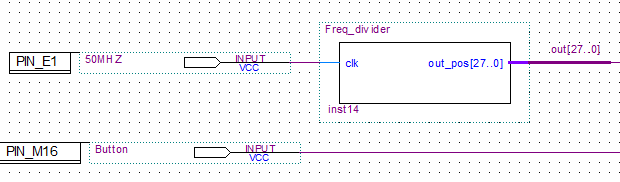 Freq_divider
PIN_E1
50MHZ
INPUT
VCC
clk
out_pos[27..0]
out[27..0]
inst14
PIN_M16
Button
INPUT
VCC